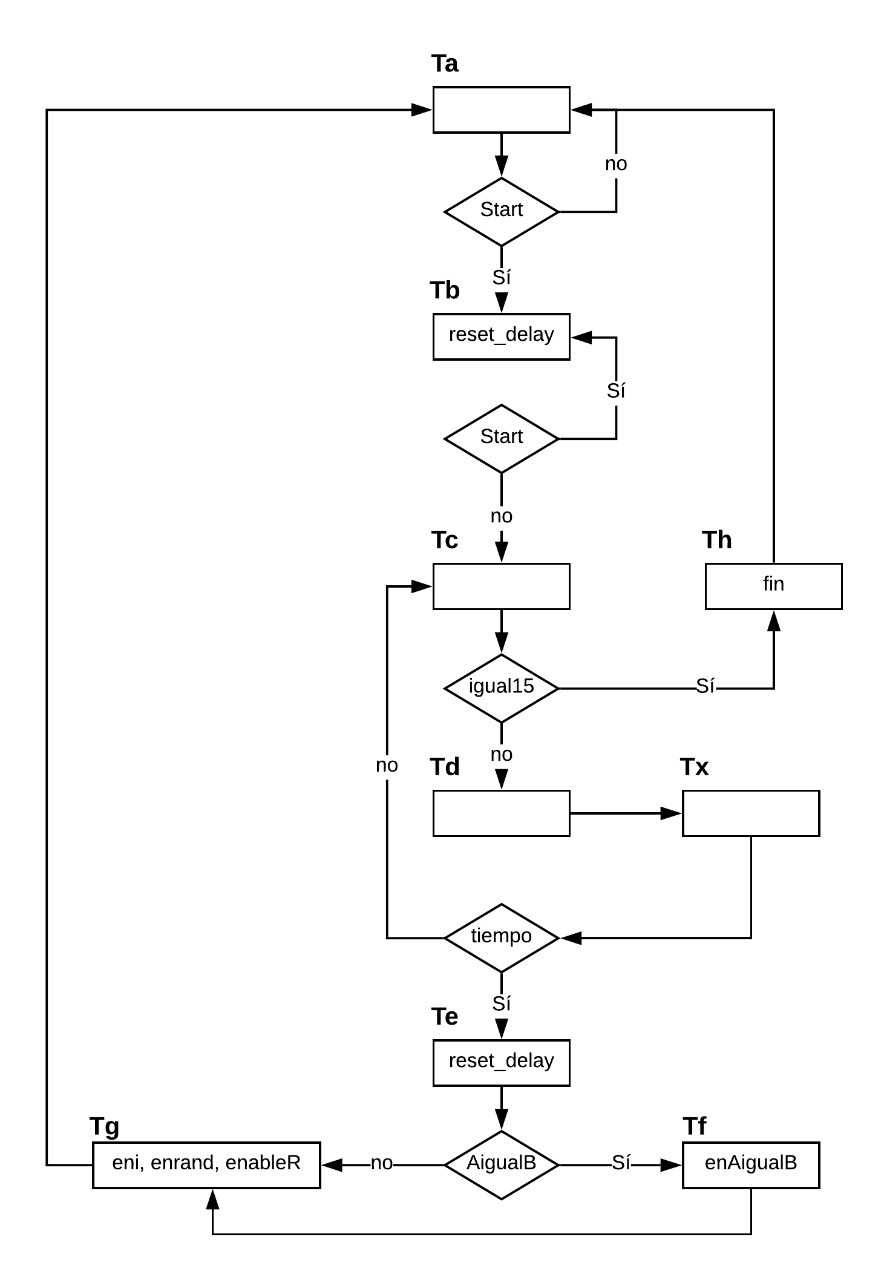 Ta
no
Start
Sí
Tb
reset_delay
Sí
Start
no
Tc
Th
fin
igual15
Sí
no
no
Td
Tx
tiempo
Sí
Te
reset_delay
Tg
Tf
eni, enrand, enableR
no
AigualB
Sí
enAigualB